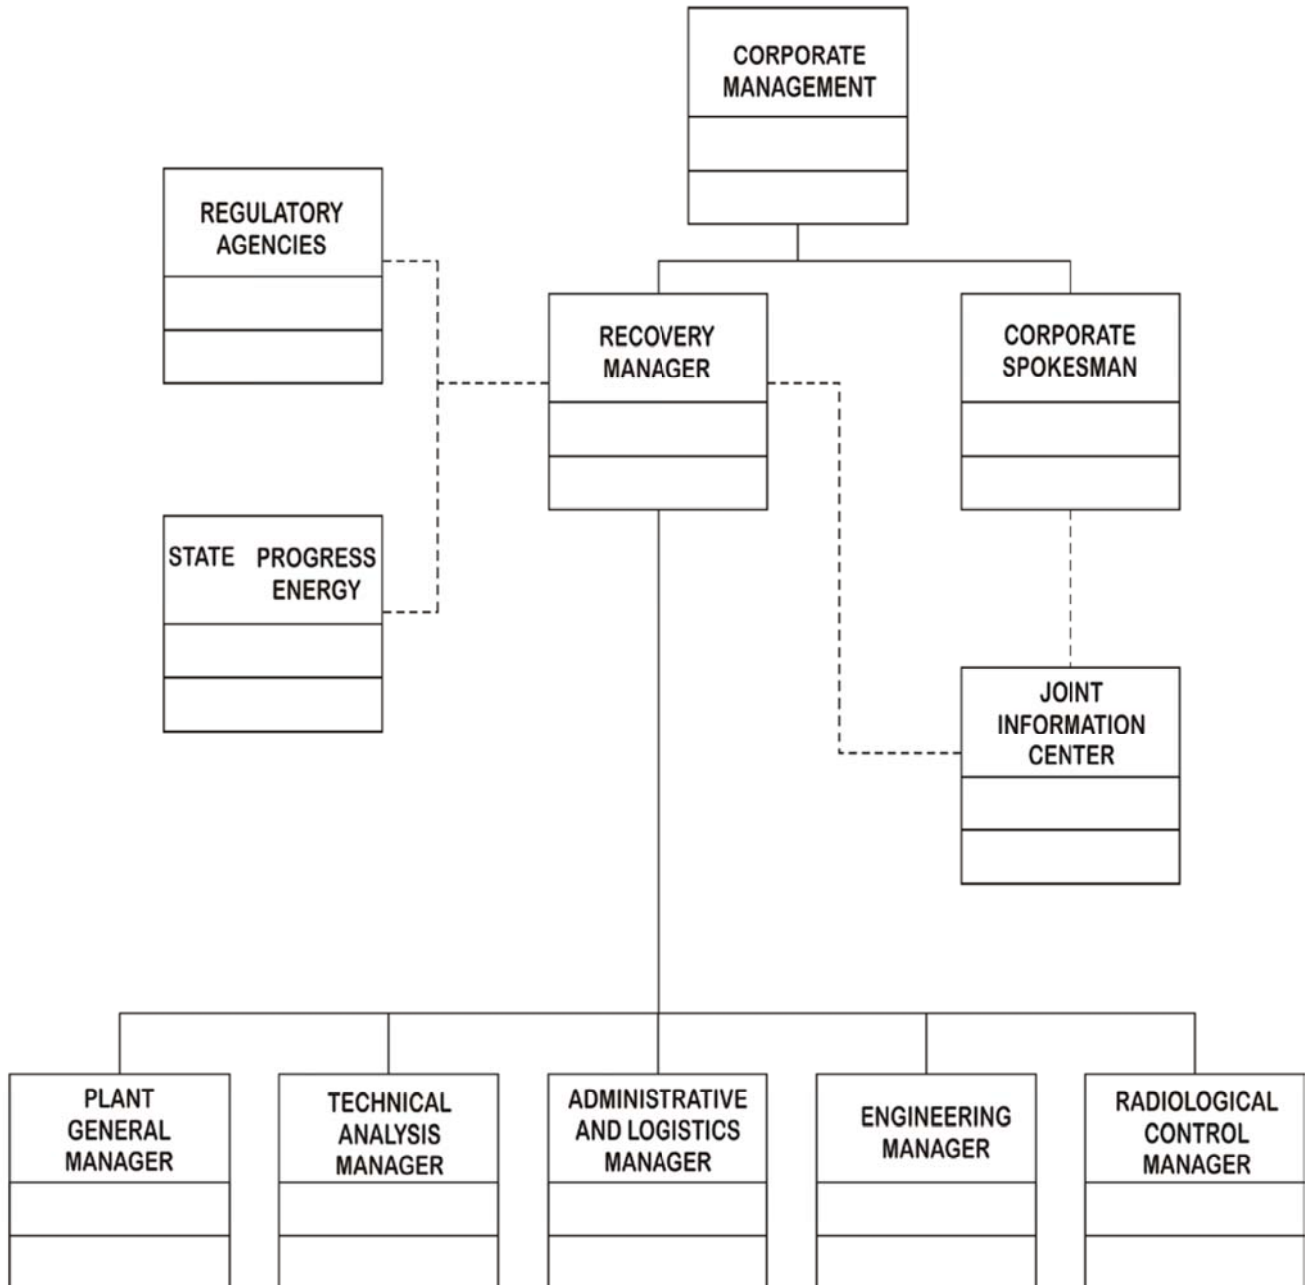 CORPORATE
MANAGEMENT
REGULATORY
AGENCIES
RECOVERY
MANAGER
CORPORATE
SPOKESMAN
STATE PROGRESS
ENERGY
JOINT
INFORMATION
CENTER
PLANT
GENERAL
MANAGER
TECHNICAL
ANALYSIS
MANAGER
ADMINISTRATIVE
AND LOGISTICS
MANAGER
ENGINEERING
MANAGER
RADIOLOGICAL
CONTROL
MANAGER